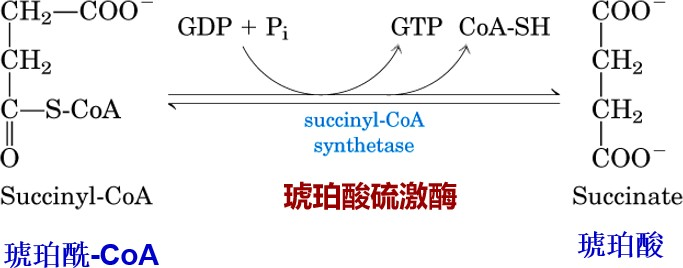 CH₂—COO⁻
CH₂
C—S-CoA
O
Succinyl-CoA
琥珀酰-CoA
GDP + Pᵢ
GTP CoA-SH
succinyl-CoA
synthetase
琥珀酸硫激酶
COO⁻
CH₂
CH₂
COO⁻
Succinate
琥珀酸